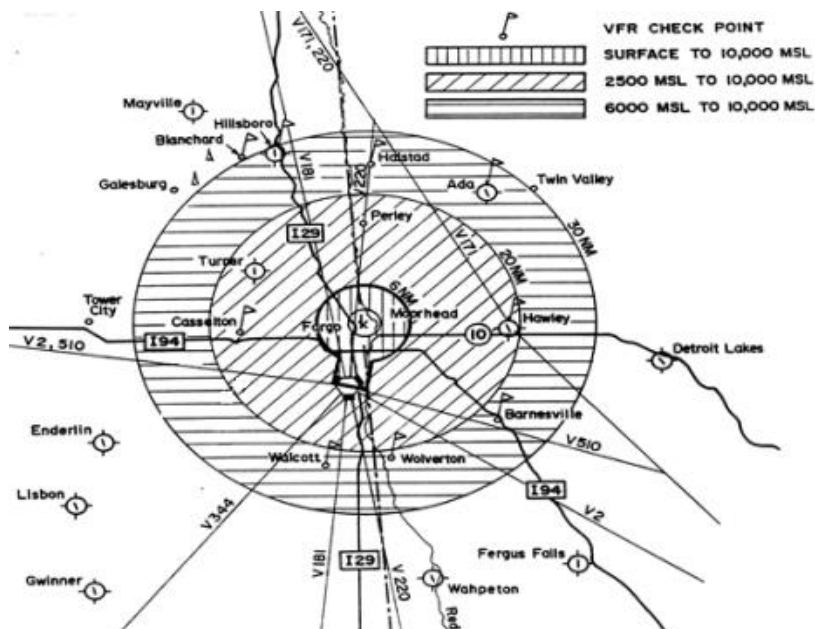 VFR CHECK POINT
SURFACE TO 10,000 MSL
2500 MSL TO 10,000 MSL
6000 MSL TO 10,000 MSL
V171, 220
Mayville
Hillsboro
Blanchard
Galesburg
V181
Halstad
V220
Ada
Twin Valley
Perley
I29
V171
30 NM
20 NM
Turner
6 NM
Tower
City
Casselton
Fargo
k
Moorhead
10
Hawley
I94
V2, 510
Detroit Lakes
Barnesville
Enderlin
V510
Walcott
Wolverton
Lisbon
V344
I94
V2
V181
I29
V220
Fergus Falls
Gwinner
Wahpeton
Red